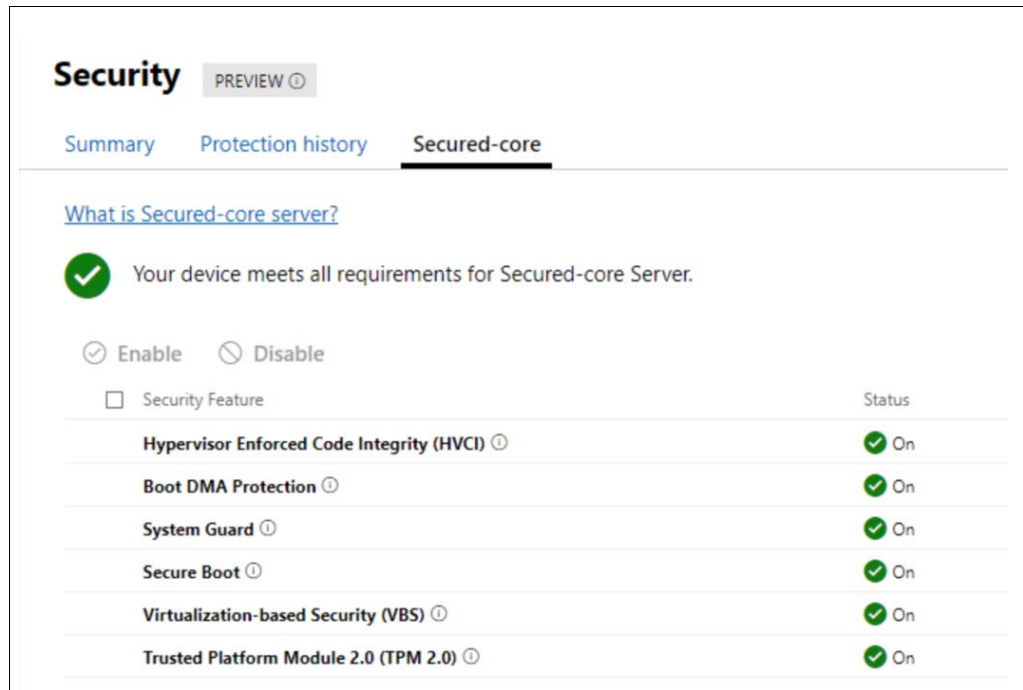 Security PREVIEW
Summary Protection history Secured-core
What is Secured-core server?
Your device meets all requirements for Secured-core Server.
Enable Disable
Security Feature Status
Hypervisor Enforced Code Integrity (HVCI) On
Boot DMA Protection On
System Guard On
Secure Boot On
Virtualization-based Security (VBS) On
Trusted Platform Module 2.0 (TPM 2.0) On